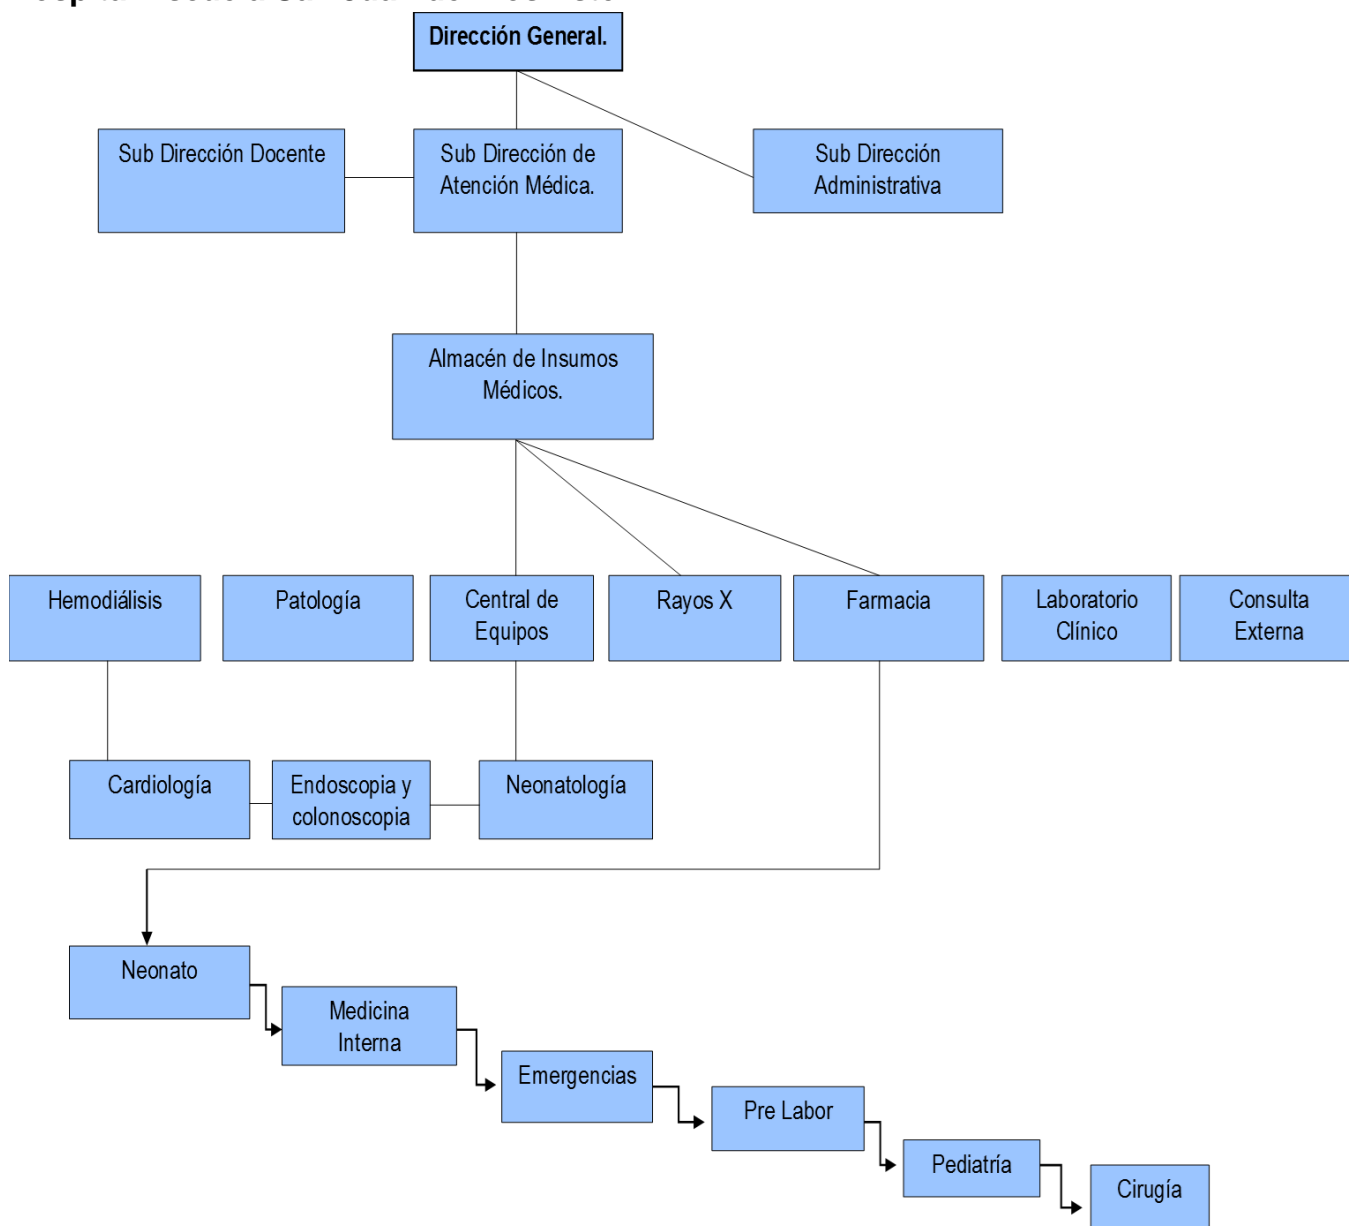 Dirección General.
Sub Dirección Docente
Sub Dirección de
Atención Médica.
Sub Dirección
Administrativa
Almacén de Insumos
Médicos.
Hemodiálisis
Patología
Central de
Equipos
Rayos X
Farmacia
Laboratorio
Clínico
Consulta
Externa
Cardiología
Endoscopia y
colonoscopia
Neonatología
Neonato
Medicina
Interna
Emergencias
Pre Labor
Pediatría
Cirugía